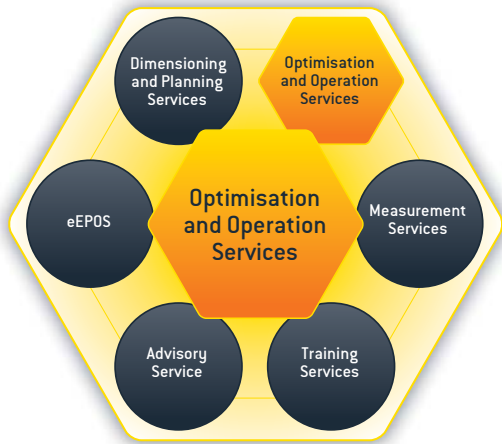 Dimensioning
and Planning
Services
Optimisation
and Operation
Services
eEPOS
Optimisation
and Operation
Services
Measurement
Services
Advisory
Service
Training
Services